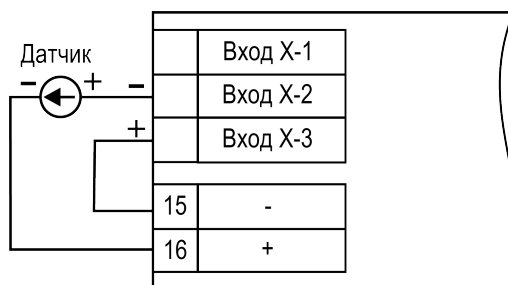 Датчик
- + -
+
Вход X-1
Вход X-2
Вход X-3
15 -
16 +